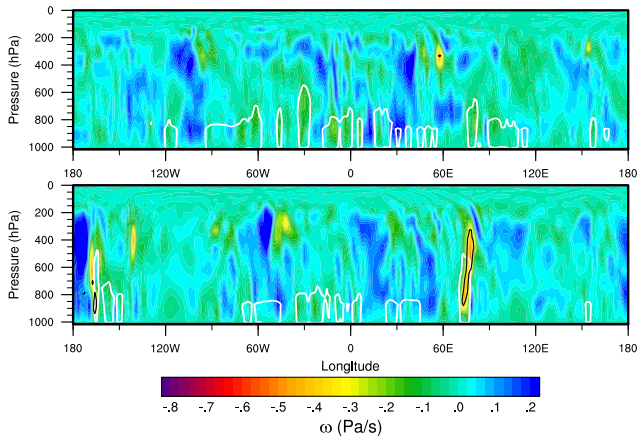 0
200
400
600
800
1000
Pressure (hPa)
180 120W 60W 0 60E 120E 180
0
200
400
600
800
1000
Pressure (hPa)
180 120W 60W 0 60E 120E 180
Longitude
-.8 -.7 -.6 -.5 -.4 -.3 -.2 -.1 .0 .1 0.2
ω (Pa/s)